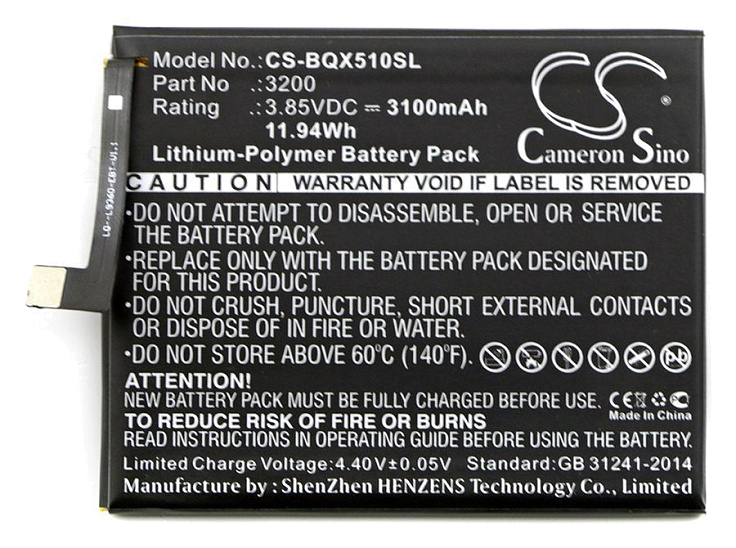 Model No.:CS-BQX510SL
Part No .:3200
Rating .:3.85VDC ⎓ 3100mAh
11.94Wh
Lithium-Polymer Battery Pack
CS
Cameron Sino
CAUTION WARRANTY VOID IF LABEL IS REMOVED
•DO NOT ATTEMPT TO DISASSEMBLE, OPEN OR SERVICE
THE BATTERY PACK.
•REPLACE ONLY WITH THE BATTERY PACK DESIGNATED
FOR THIS PRODUCT.
•DO NOT CRUSH, PUNCTURE, SHORT EXTERNAL CONTACTS
OR DISPOSE OF IN FIRE OR WATER.
•DO NOT STORE ABOVE 60°C (140°F).
Pb
ATTENTION!
NEW BATTERY PACK MUST BE FULLY CHARGED BEFORE USE.
CE
Made In China
TO REDUCE RISK OF FIRE OR BURNS
READ INSTRUCTIONS IN OPERATING GUIDE BEFORE USING BATTERY PACK.
Limited Charge Voltage:4.40V±0.05V Standard:GB 31241-2014
Manufacture by : ShenZhen HENZENS Technology Co., Limited